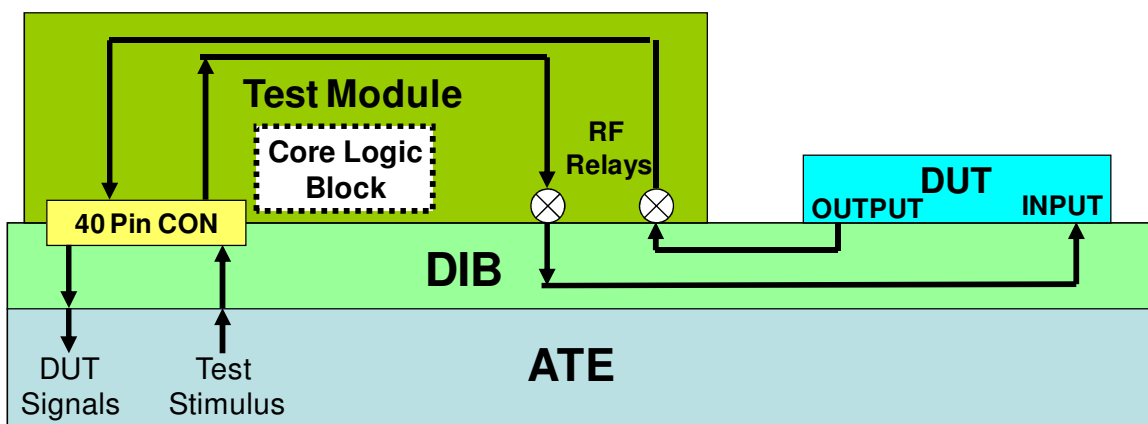 Test Module
Core Logic
Block
RF
Relays
40 Pin CON
DUT
OUTPUT
INPUT
DIB
ATE
DUT
Signals
Test
Stimulus